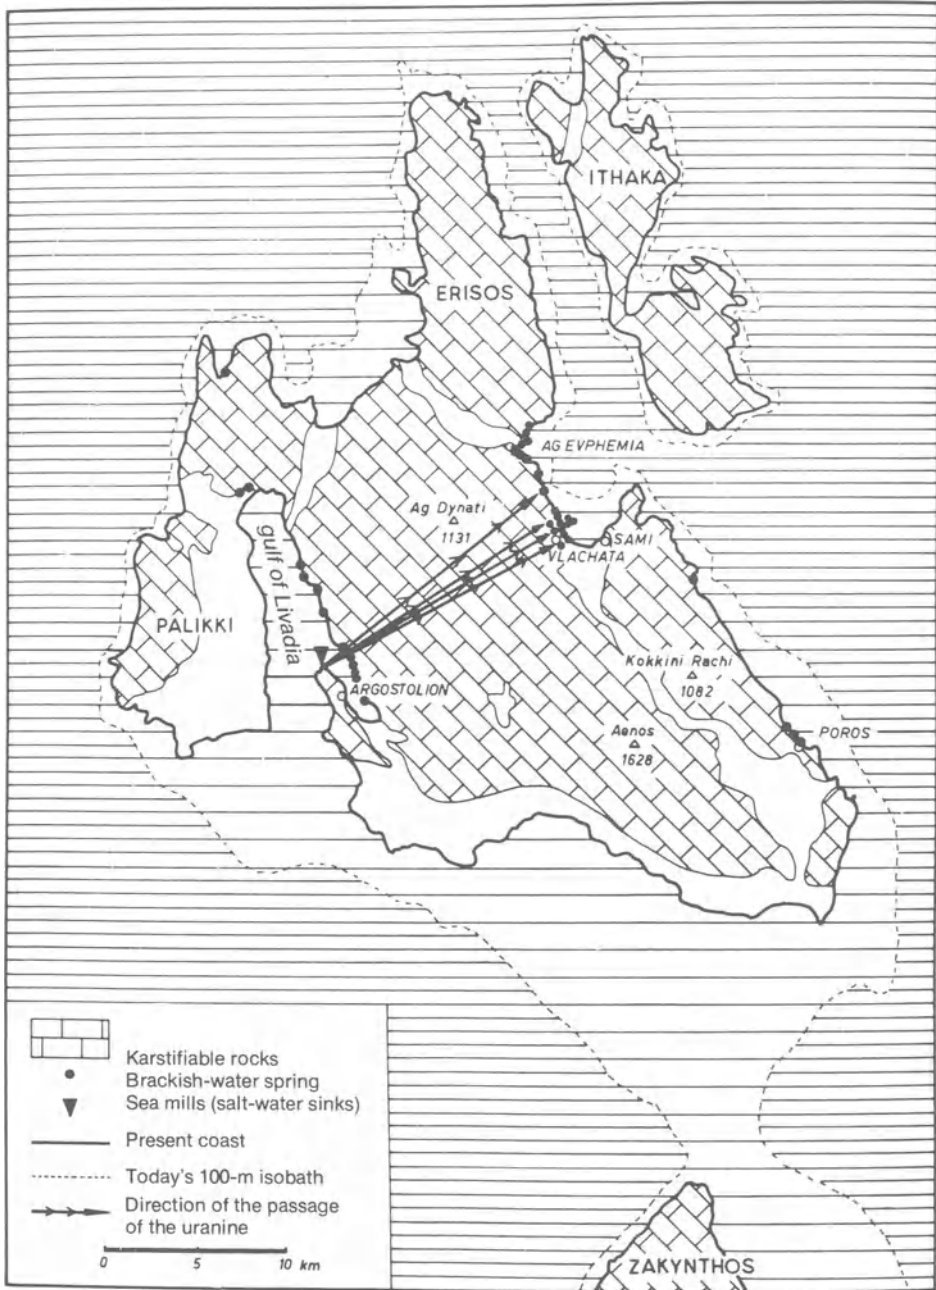 ITHAKA
ERISOS
AG EVPHEMIA
Ag Dynati
1131
SAMI
VLACHATA
gulf of Livadia
PALIKKI
Kokkini Rachi
1082
ARGOSTOLION
Aenos
1628
POROS
Karstifiable rocks
Brackish-water spring
Sea mills (salt-water sinks)
Present coast
Today's 100-m isobath
Direction of the passage
of the uranine
0 5 10 km
ZAKYNTHOS